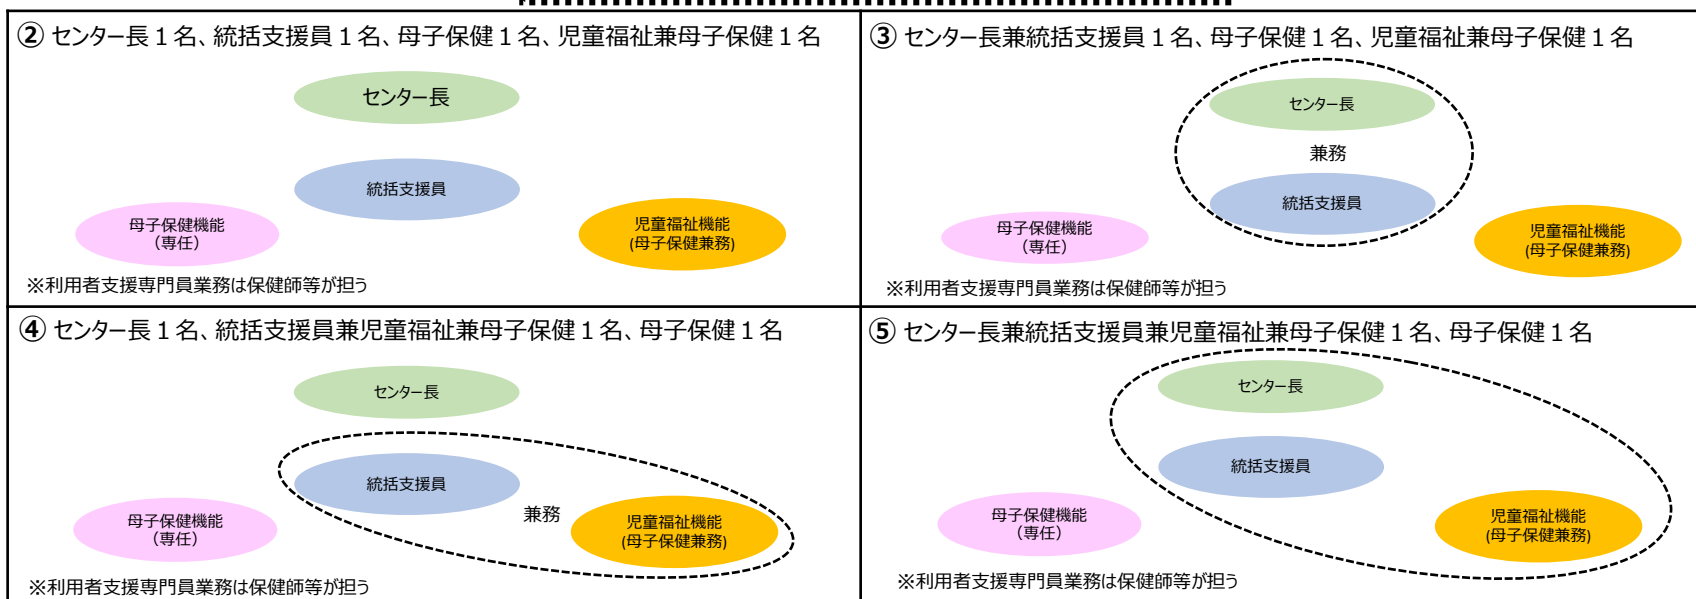 ② センター長１名、統括支援員１名、母子保健１名、児童福祉兼母子保健１名
センター長
統括支援員
母子保健機能
（専任）
児童福祉機能
(母子保健兼務)
※利用者支援専門員業務は保健師等が担う
③ センター長兼統括支援員１名、母子保健１名、児童福祉兼母子保健１名
センター長
兼務
統括支援員
母子保健機能
（専任）
児童福祉機能
(母子保健兼務)
※利用者支援専門員業務は保健師等が担う
④ センター長１名、統括支援員兼児童福祉兼母子保健１名、母子保健１名
センター長
統括支援員
兼務
母子保健機能
（専任）
児童福祉機能
(母子保健兼務)
※利用者支援専門員業務は保健師等が担う
⑤ センター長兼統括支援員兼児童福祉兼母子保健１名、母子保健１名
センター長
統括支援員
母子保健機能
（専任）
児童福祉機能
(母子保健兼務)
※利用者支援専門員業務は保健師等が担う